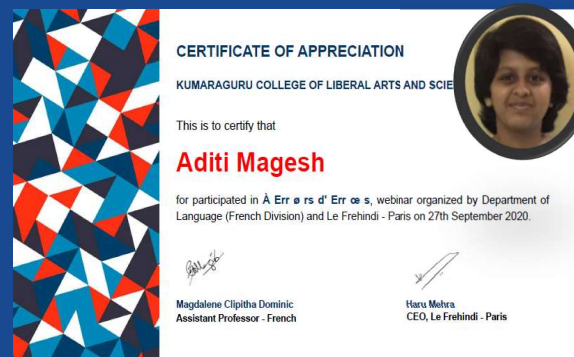 CERTIFICATE OF APPRECIATION
KUMARAGURU COLLEGE OF LIBERAL ARTS AND SCIE
This is to certify that
Aditi Magesh
for participated in À Err ø rs d' Err œ s, webinar organized by Department of
Language (French Division) and Le Frehindi - Paris on 27th September 2020.
Magdalene Clipitha Dominic
Assistant Professor - French
Haru Mehra
CEO, Le Frehindi - Paris